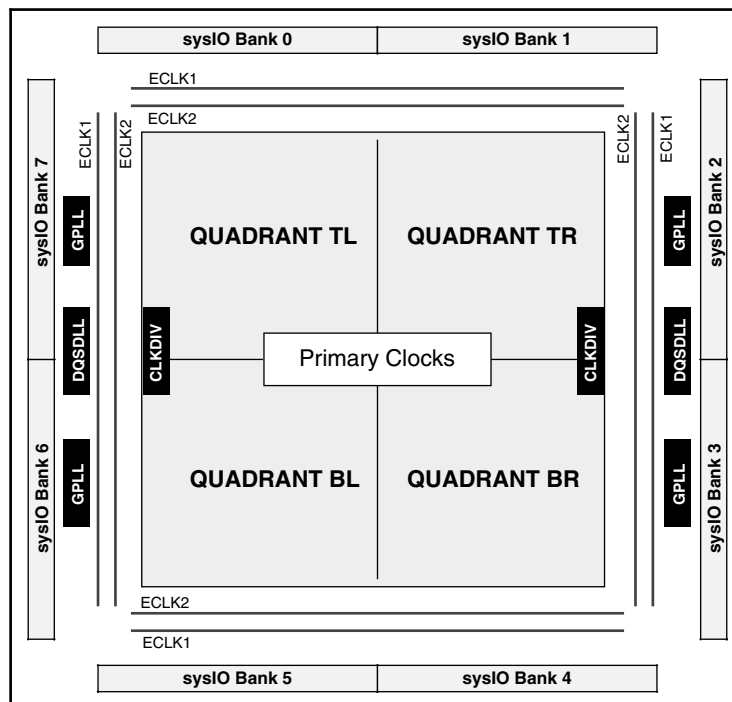 sysIO Bank 0
sysIO Bank 1
ECLK1
ECLK2
ECLK1
ECLK2
ECLK2
ECLK1
sysIO Bank 7
sysIO Bank 2
GPLL
QUADRANT TL
QUADRANT TR
GPLL
DQSDLL
CLKDIV
Primary Clocks
CLKDIV
DQSDLL
sysIO Bank 6
GPLL
QUADRANT BL
QUADRANT BR
GPLL
sysIO Bank 3
ECLK2
ECLK1
sysIO Bank 5
sysIO Bank 4